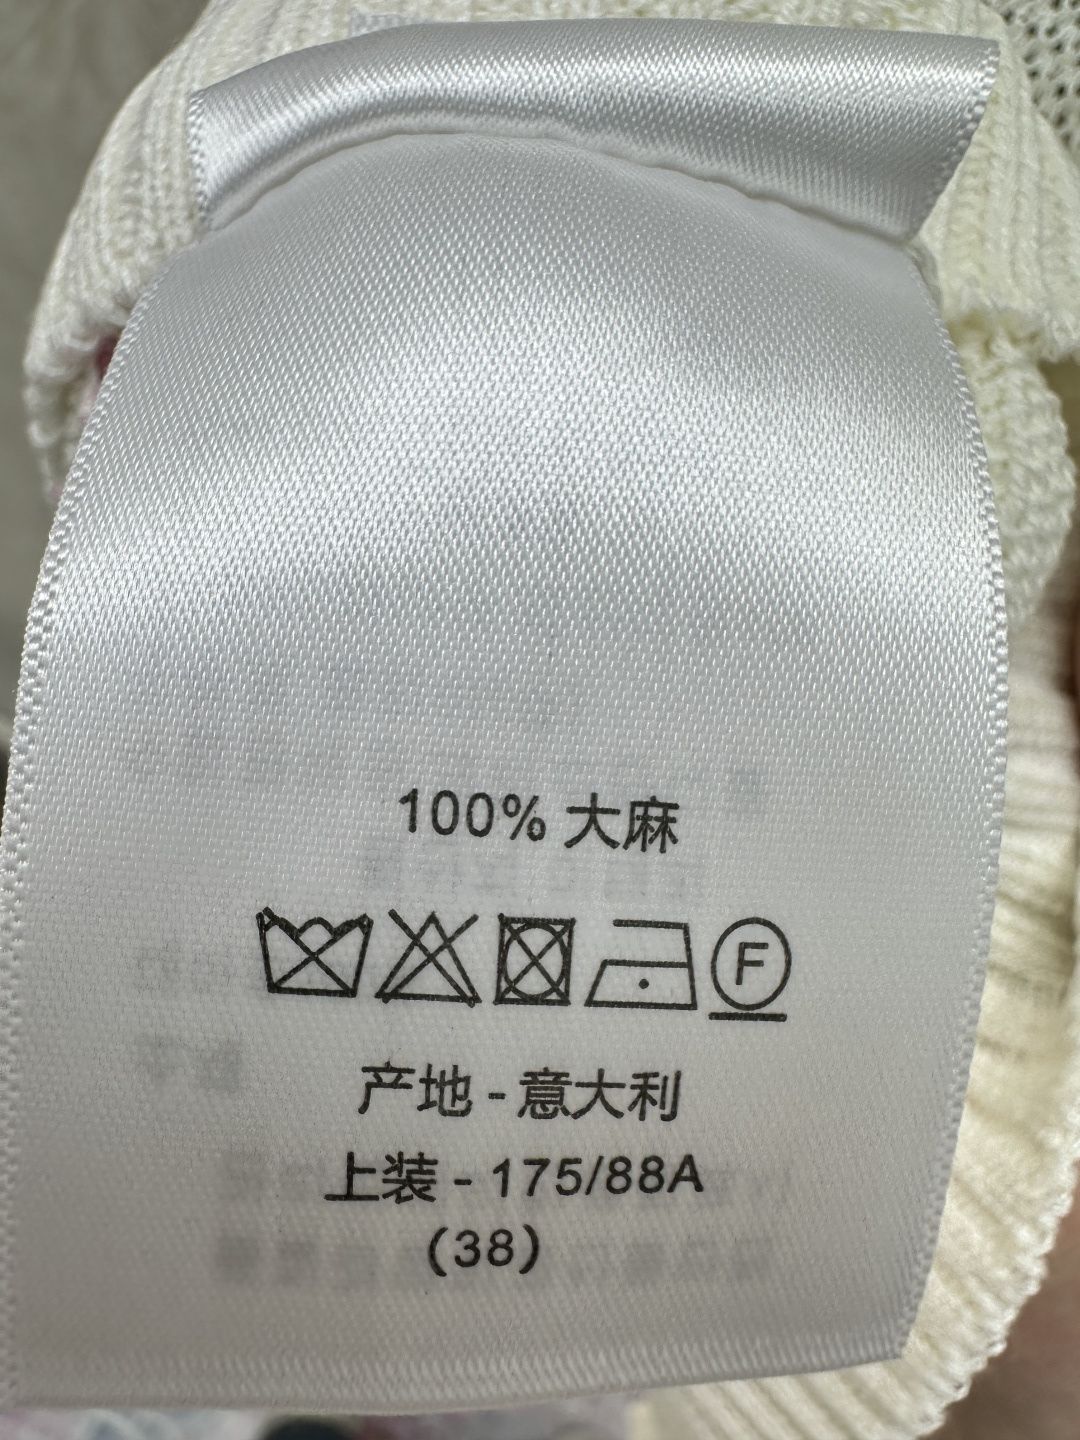 100% 大麻
F
产地 - 意大利
上装 - 175/88A
(38)